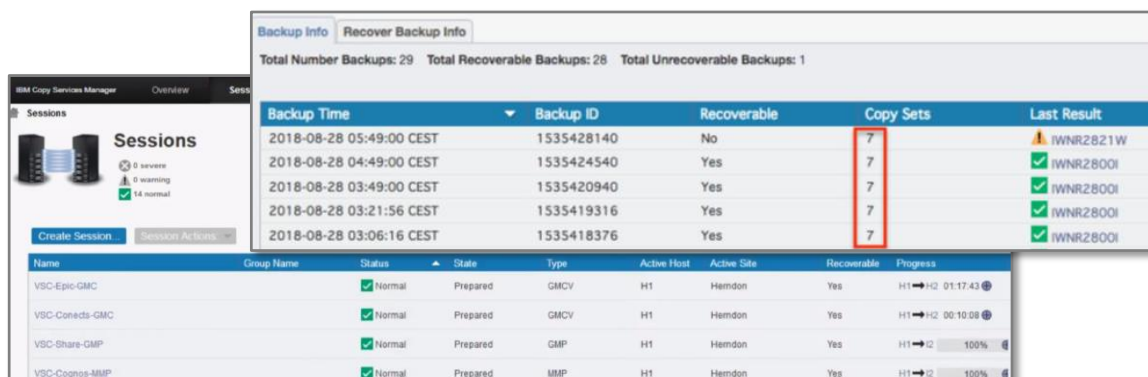 Backup Info Recover Backup Info
Total Number Backups: 29 Total Recoverable Backups: 28 Total Unrecoverable Backups: 1
Backup Time Backup ID Recoverable Copy Sets Last Result
2018-08-28 05:49:00 CEST 1535428140 No 7 IWNR2821W
2018-08-28 04:49:00 CEST 1535424540 Yes 7 IWNR2800I
2018-08-28 03:49:00 CEST 1535420940 Yes 7 IWNR2800I
2018-08-28 03:21:56 CEST 1535419316 Yes 7 IWNR2800I
2018-08-28 03:06:16 CEST 1535418376 Yes 7 IWNR2800I
IBM Copy Services Manager Overview Sess
Sessions
Sessions
0 severe
0 warning
14 normal
Create Session... Session Actions:
Name Group Name Status State Type Active Host Active Site Recoverable Progress
VSC-Epic-GMC Normal Prepared GMCV H1 Herndon Yes H1 H2 01:17:43
VSC-Conects-GMC Normal Prepared GMCV H1 Herndon Yes H1 H2 00:10:08
VSC-Share-GMP Normal Prepared GMP H1 Herndon Yes H1 I2 100%
VSC-Cognos-MMP Normal Prepared MMP H1 Herndon Yes H1 I2 100%